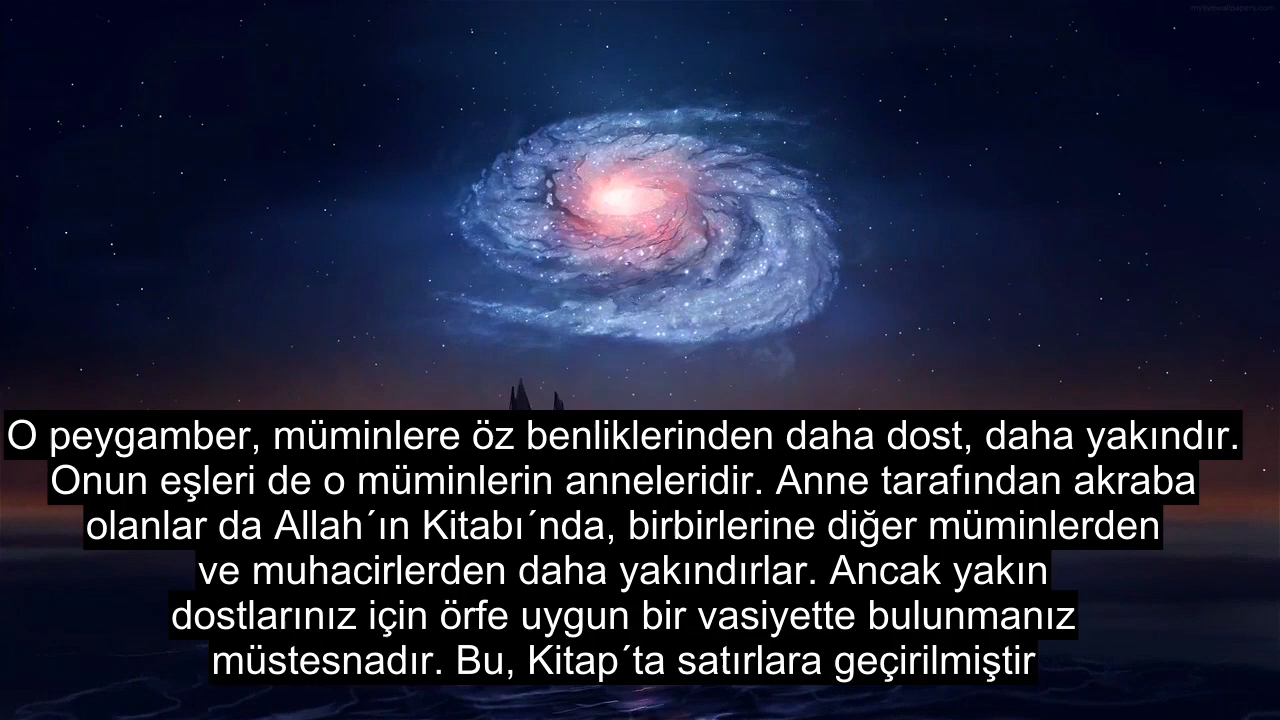 mylivewallpapers.com
O peygamber, müminlere öz benliklerinden daha dost, daha yakındır.
Onun eşleri de o müminlerin anneleridir. Anne tarafından akraba
olanlar da Allah´ın Kitabı´nda, birbirlerine diğer müminlerden
ve muhacirlerden daha yakındırlar. Ancak yakın
dostlarınız için örfe uygun bir vasiyette bulunmanız
müstesnadır. Bu, Kitap´ta satırlara geçirilmiştir